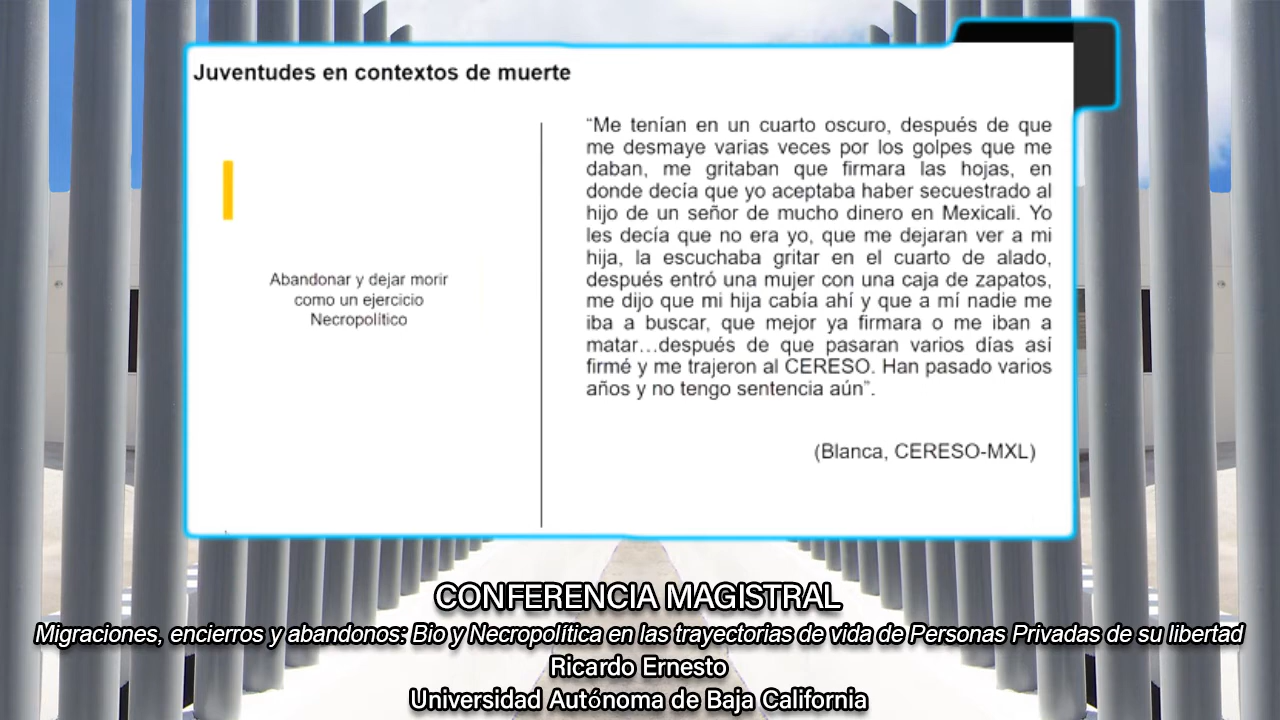 Juventudes en contextos de muerte
Abandonar y dejar morir
como un ejercicio
Necropolítico
“Me tenían en un cuarto oscuro, después de que
me desmaye varias veces por los golpes que me
daban, me gritaban que firmara las hojas, en
donde decía que yo aceptaba haber secuestrado al
hijo de un señor de mucho dinero en Mexicali. Yo
les decía que no era yo, que me dejaran ver a mi
hija, la escuchaba gritar en el cuarto de alado,
después entró una mujer con una caja de zapatos,
me dijo que mi hija cabía ahí y que a mí nadie me
iba a buscar, que mejor ya firmara o me iban a
matar…después de que pasaran varios días así
firmé y me trajeron al CERESO. Han pasado varios
años y no tengo sentencia aún”.
(Blanca, CERESO-MXL)
CONFERENCIA MAGISTRAL
Migraciones, encierros y abandonos: Bio y Necropolítica en las trayectorias de vida de Personas Privadas de su libertad
Ricardo Ernesto
Universidad Autónoma de Baja California